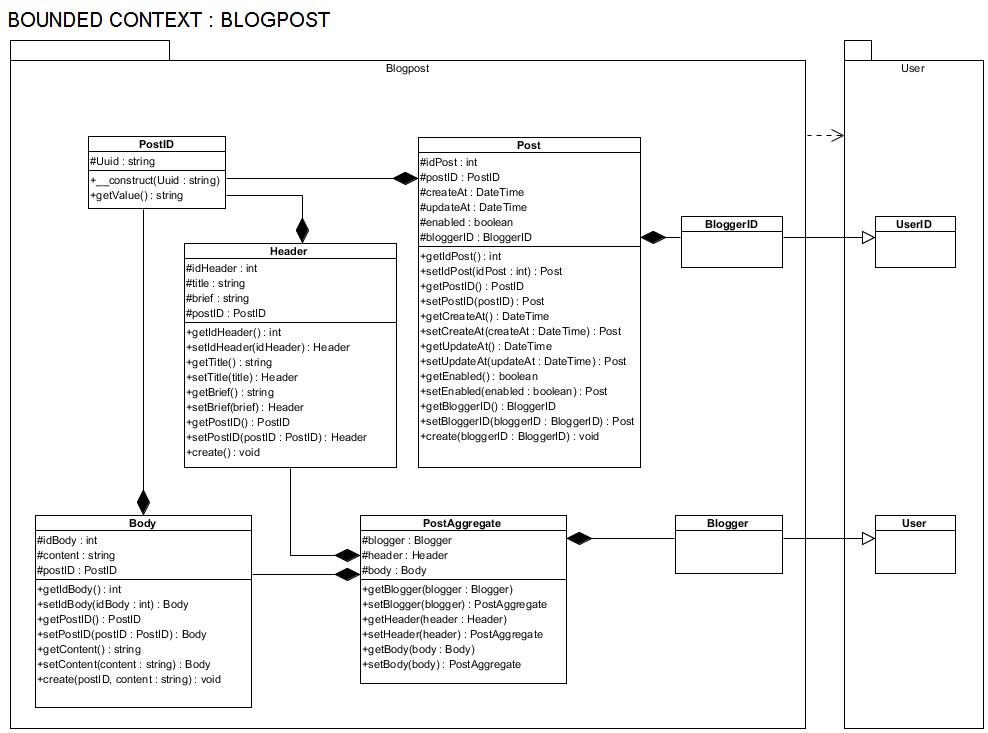 BOUNDED CONTEXT : BLOGPOST
Blogpost
User
PostID
#Uuid : string
+__construct(Uuid : string)
+getValue() : string
Post
#idPost : int
#postID : PostID
#createAt : DateTime
#updateAt : DateTime
#enabled : boolean
#bloggerID : BloggerID
+getIdPost() : int
+setIdPost(idPost : int) : Post
+getPostID() : PostID
+setPostID(postID) : Post
+getCreateAt() : DateTime
+setCreateAt(createAt : DateTime) : Post
+getUpdateAt() : DateTime
+setUpdateAt(updateAt : DateTime) : Post
+getEnabled() : boolean
+setEnabled(enabled : boolean) : Post
+getBloggerID() : BloggerID
+setBloggerID(bloggerID : BloggerID) : Post
+create(bloggerID : BloggerID) : void
BloggerID
UserID
Header
#idHeader : int
#title : string
#brief : string
#postID : PostID
+getIdHeader() : int
+setIdHeader(idHeader) : Header
+getTitle() : string
+setTitle(title) : Header
+getBrief() : string
+setBrief(brief) : Header
+getPostID() : PostID
+setPostID(postID : PostID) : Header
+create() : void
Body
#idBody : int
#content : string
#postID : PostID
+getIdBody() : int
+setIdBody(idBody : int) : Body
+getPostID() : PostID
+setPostID(postID : PostID) : Body
+getContent() : string
+setContent(content : string) : Body
+create(postID, content : string) : void
PostAggregate
#blogger : Blogger
#header : Header
#body : Body
+getBlogger(blogger : Blogger)
+setBlogger(blogger) : PostAggregate
+getHeader(header : Header)
+setHeader(header) : PostAggregate
+getBody(body : Body)
+setBody(body) : PostAggregate
Blogger
User